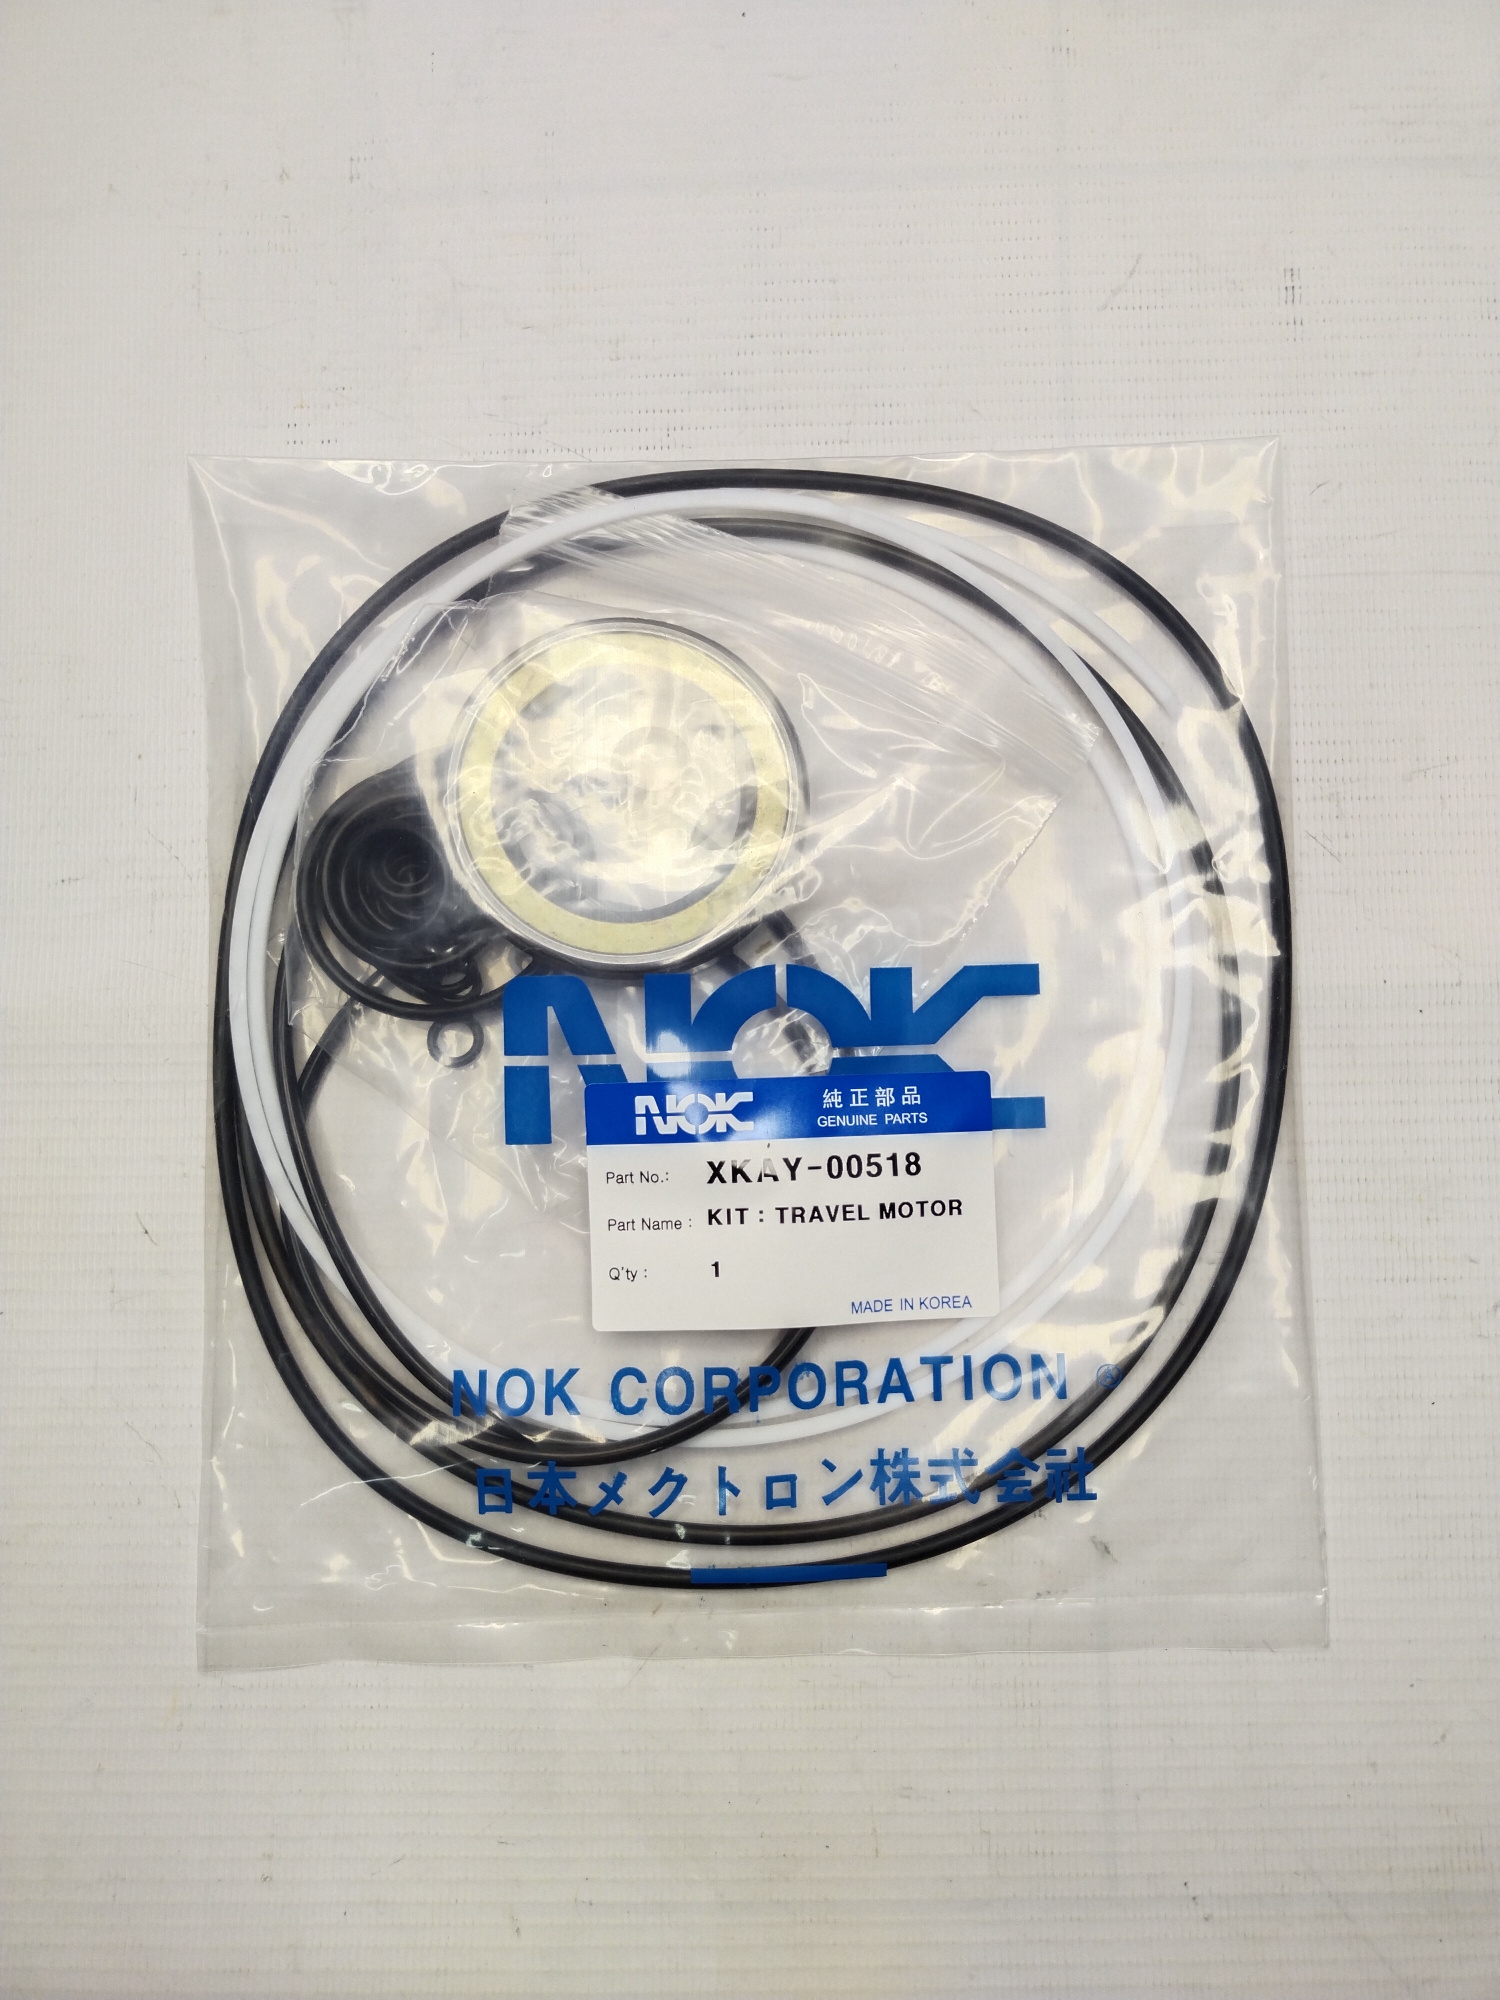 NOK
NOK 純正部品
GENUINE PARTS
Part No.: XKAY-00518
Part Name : KIT : TRAVEL MOTOR
Q'ty : 1
MADE IN KOREA
NOK CORPORATION
日本メクトロン株式会社